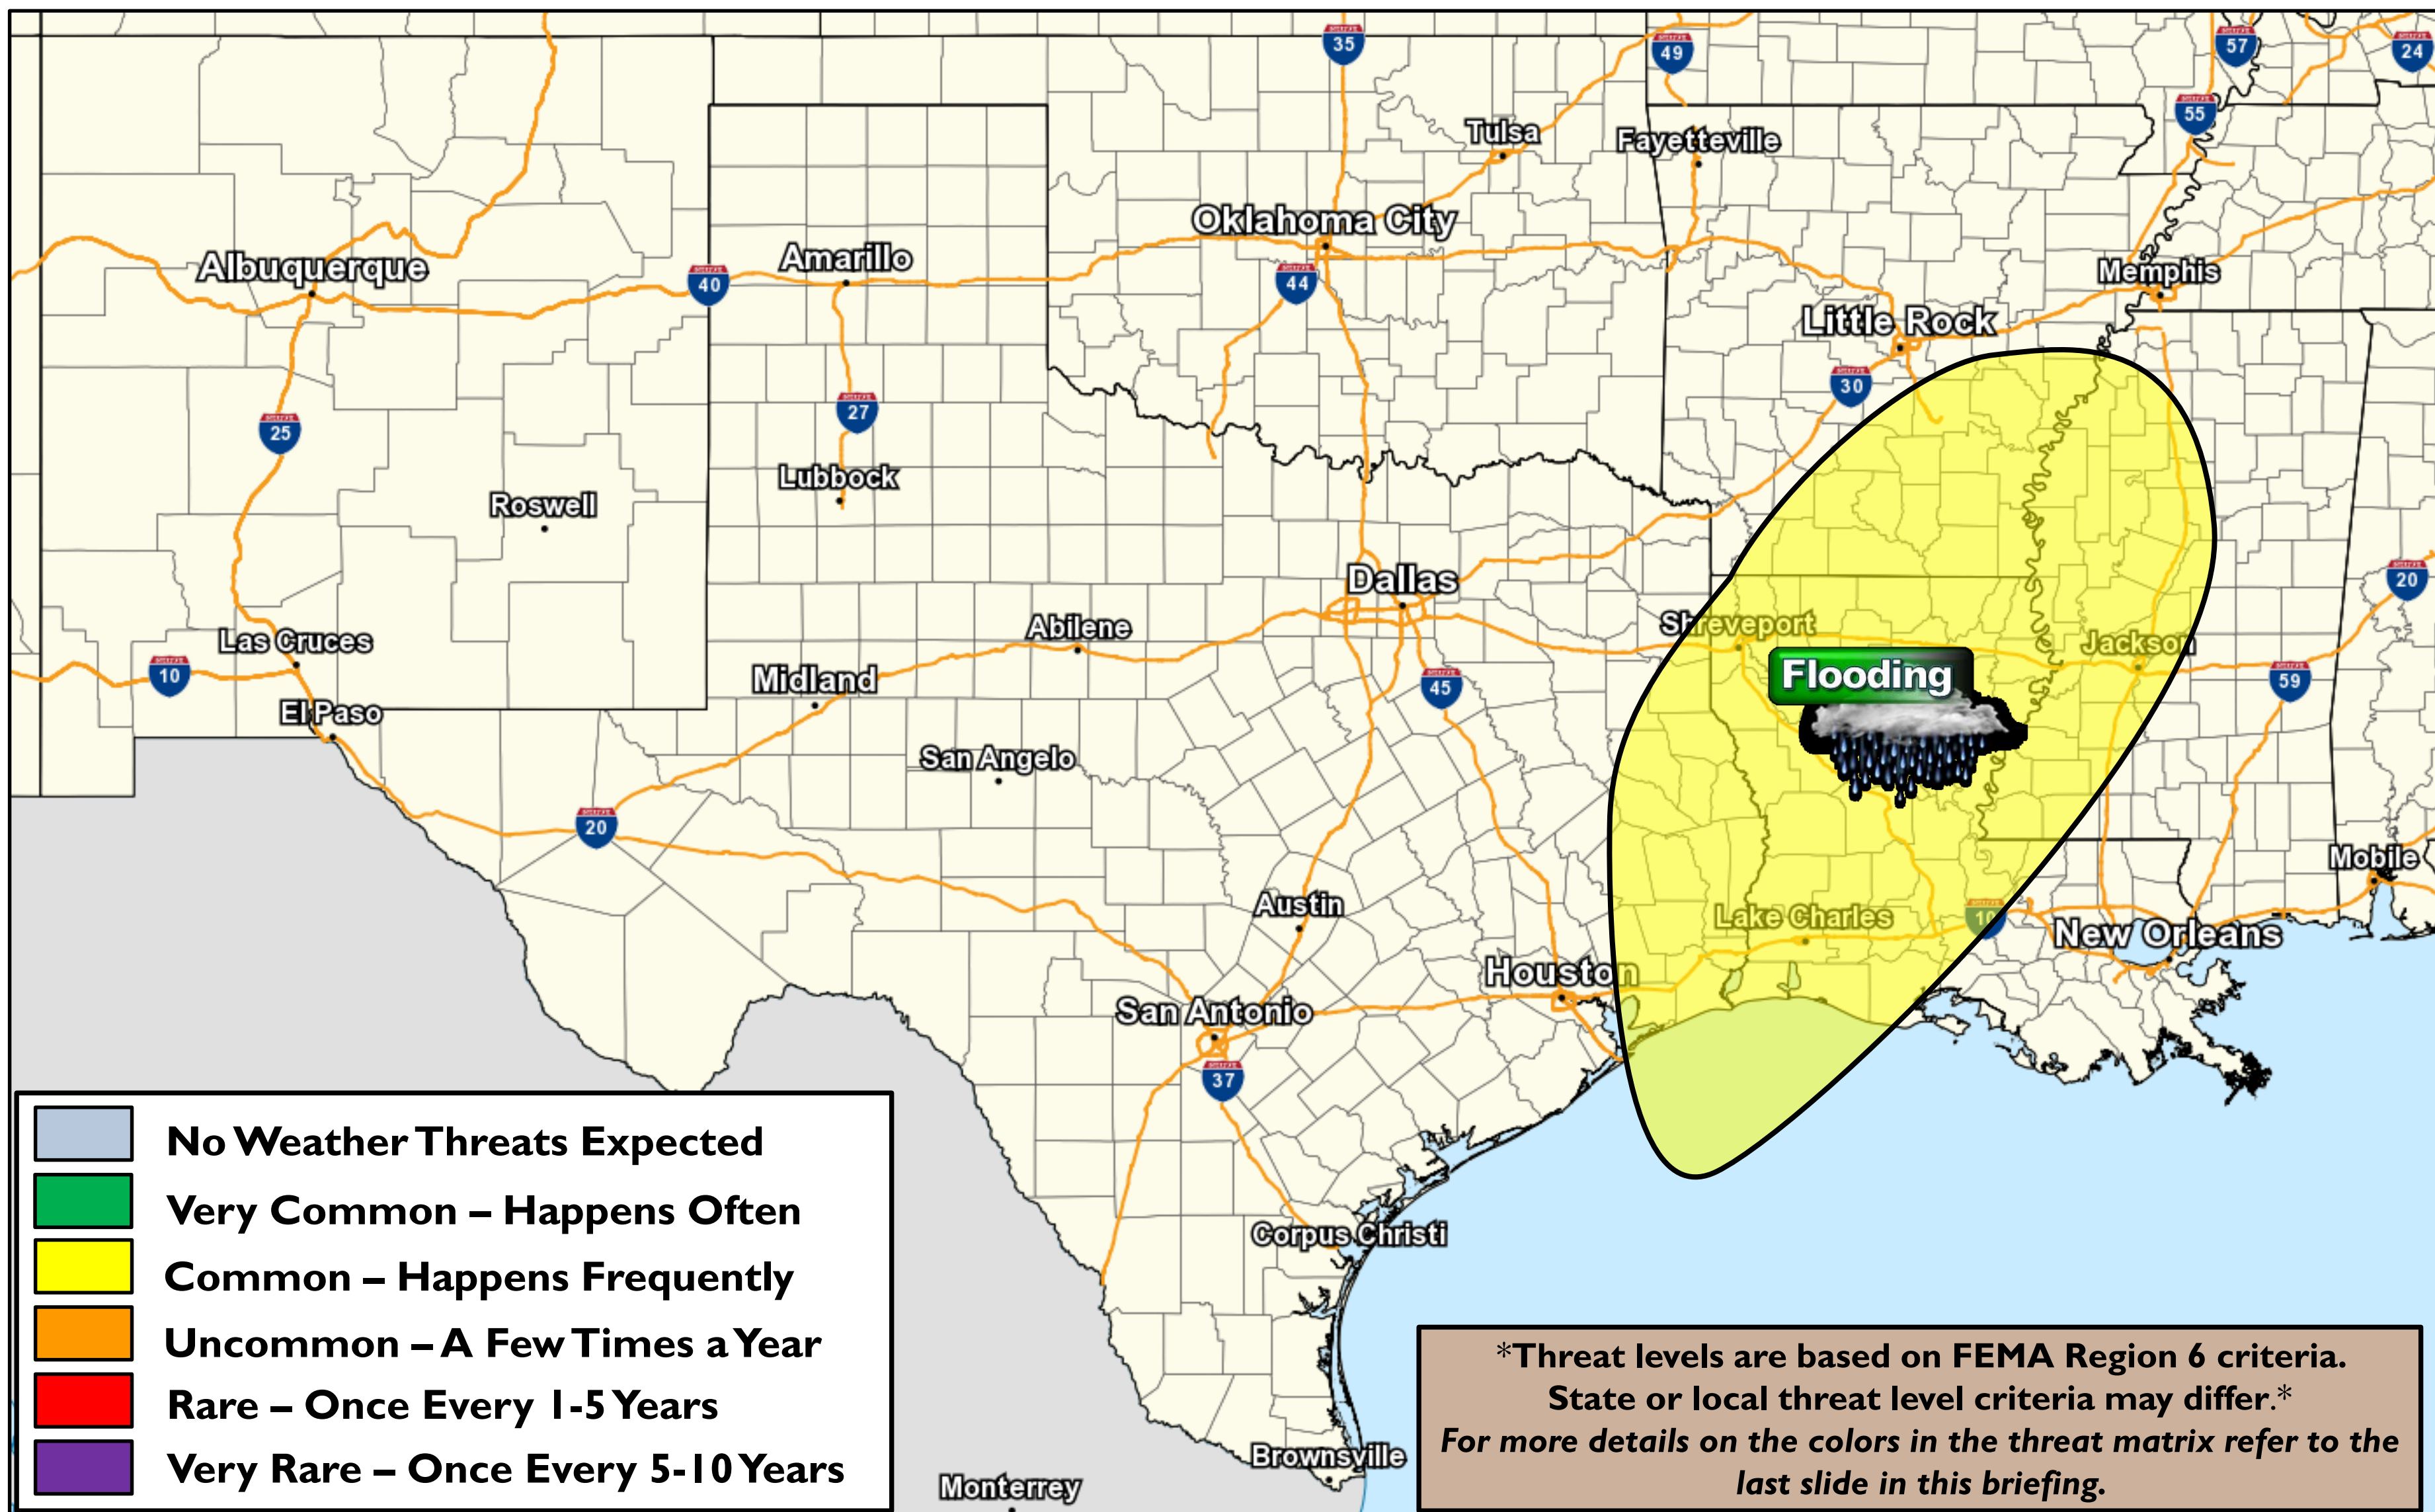 35
49
57
24
55
Tulsa
Fayetteville
Oklahoma City
Albuquerque
Amarillo
40
44
Memphis
Little Rock
30
27
25
Lubbock
Roswell
Dallas
20
Abilene
Shreveport
Las Cruces
Jackson
10
Midland
45
Flooding
59
El Paso
San Angelo
20
Mobile
Austin
Lake Charles
10
New Orleans
Houston
San Antonio
37
Corpus Christi
Brownsville
Monterrey
No Weather Threats Expected
Very Common – Happens Often
Common – Happens Frequently
Uncommon – A Few Times a Year
Rare – Once Every 1-5 Years
Very Rare – Once Every 5-10 Years
*Threat levels are based on FEMA Region 6 criteria.
State or local threat level criteria may differ.*
For more details on the colors in the threat matrix refer to the
last slide in this briefing.